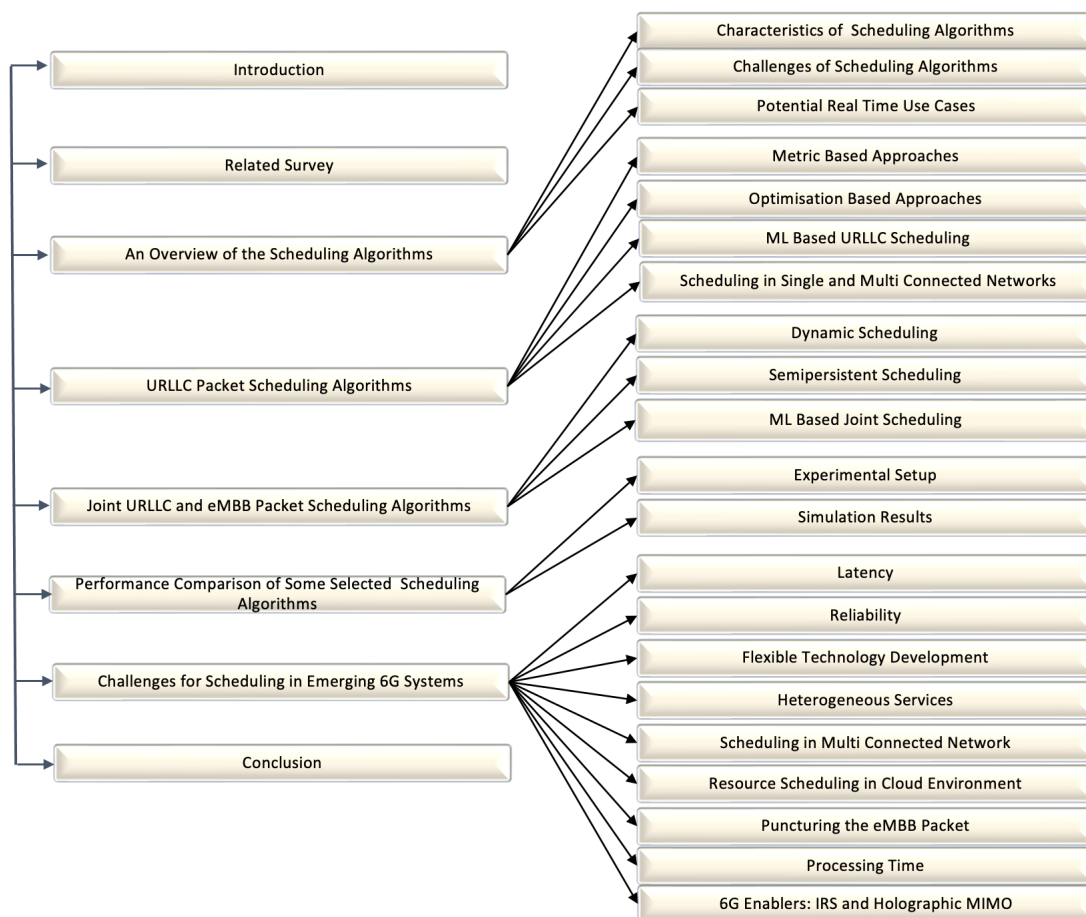 Introduction
Related Survey
An Overview of the Scheduling Algorithms
URLLC Packet Scheduling Algorithms
Joint URLLC and eMBB Packet Scheduling Algorithms
Performance Comparison of Some Selected Scheduling
Algorithms
Challenges for Scheduling in Emerging 6G Systems
Conclusion
Characteristics of Scheduling Algorithms
Challenges of Scheduling Algorithms
Potential Real Time Use Cases
Metric Based Approaches
Optimisation Based Approaches
ML Based URLLC Scheduling
Scheduling in Single and Multi Connected Networks
Dynamic Scheduling
Semipersistent Scheduling
ML Based Joint Scheduling
Experimental Setup
Simulation Results
Latency
Reliability
Flexible Technology Development
Heterogeneous Services
Scheduling in Multi Connected Network
Resource Scheduling in Cloud Environment
Puncturing the eMBB Packet
Processing Time
6G Enablers: IRS and Holographic MIMO